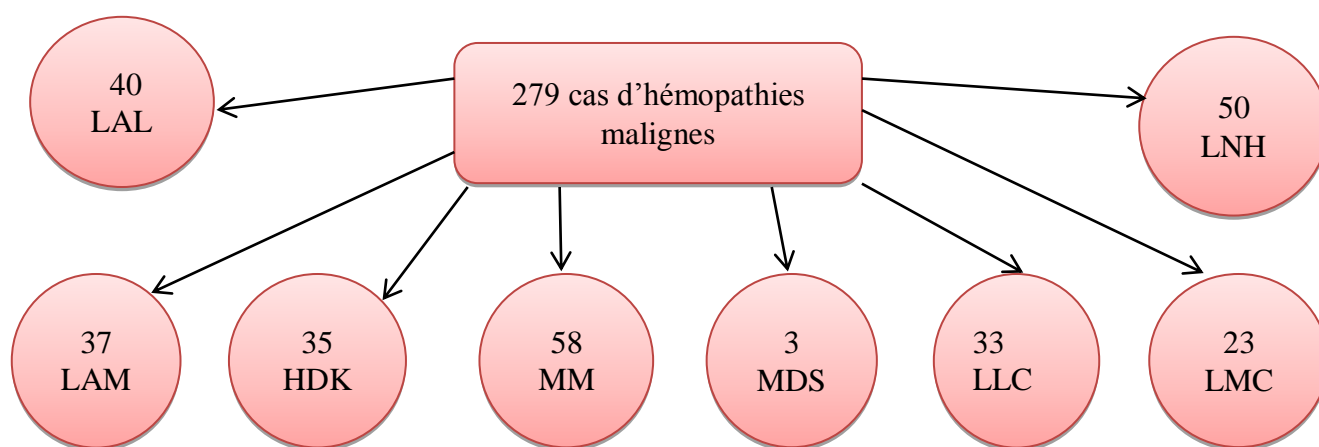 279 cas d’hémopathies
malignes
40
LAL
50
LNH
37
LAM
35
HDK
58
MM
3
MDS
33
LLC
23
LMC